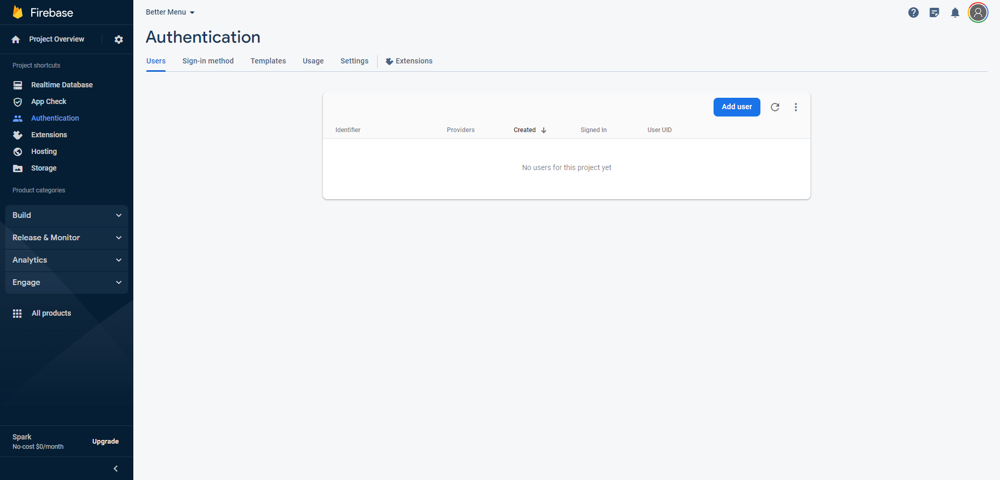 Firebase
Project Overview
Project shortcuts
Realtime Database
App Check
Authentication
Extensions
Hosting
Storage
Product categories
Build
Release & Monitor
Analytics
Engage
All products
Spark
No-cost $0/month
Upgrade
Better Menu
Authentication
Users Sign-in method Templates Usage Settings Extensions
Add user
Identifier Providers Created Signed In User UID
No users for this project yet